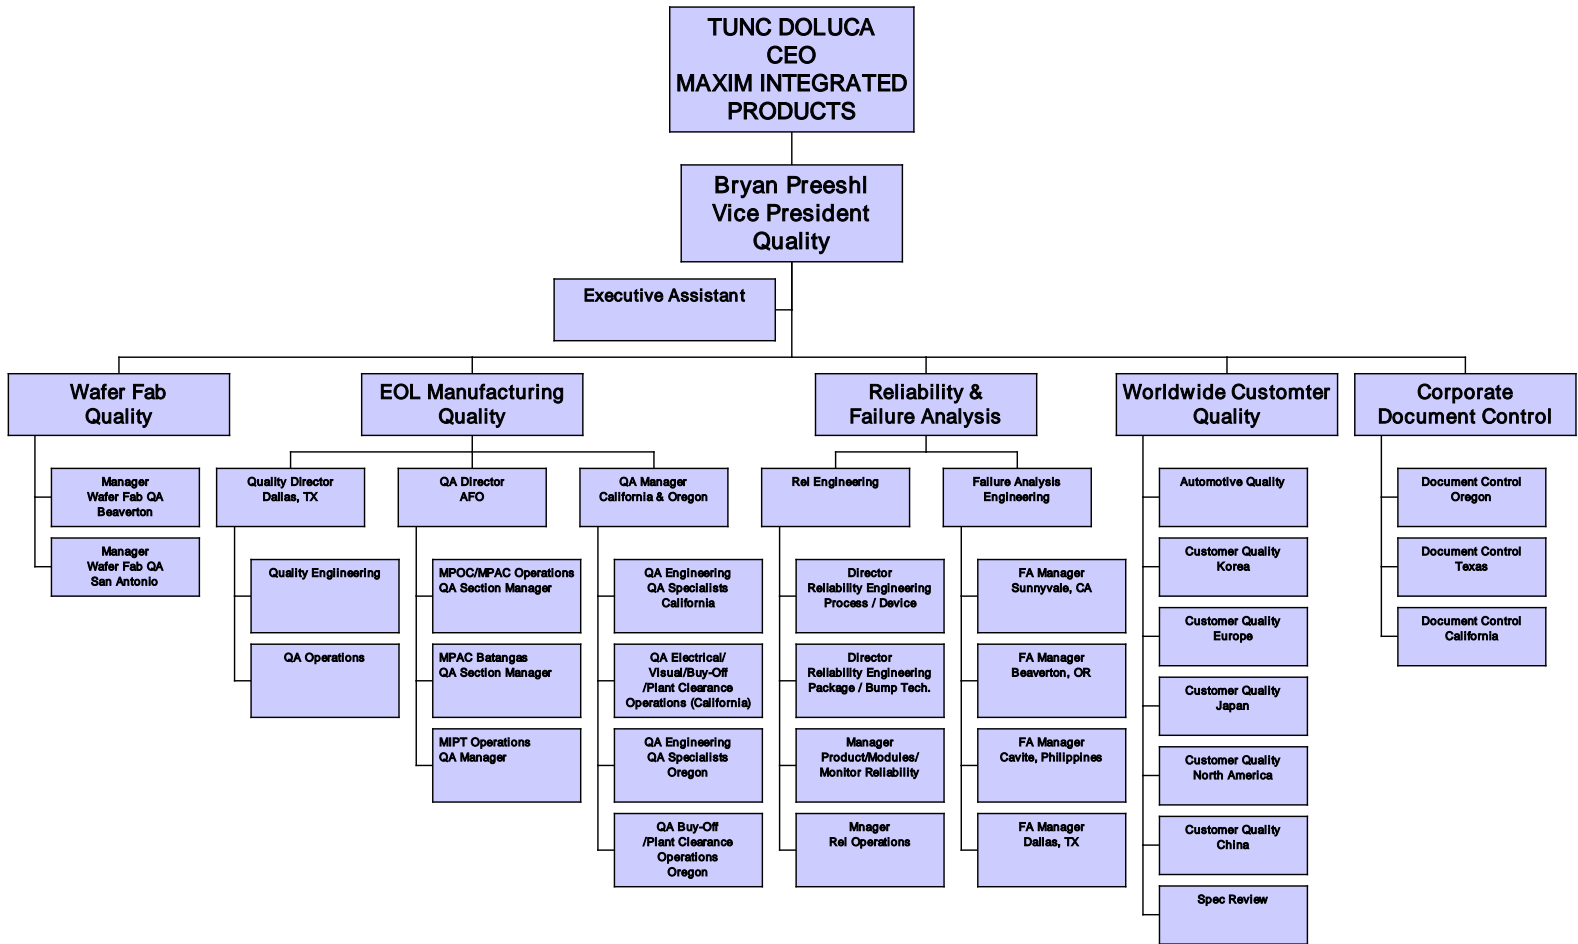 TUNC DOLUCA
CEO
MAXIM INTEGRATED
PRODUCTS
Bryan Preeshl
Vice President
Quality
Executive Assistant
Wafer Fab
Quality
EOL Manufacturing
Quality
Reliability &
Failure Analysis
Worldwide Customter
Quality
Corporate
Document Control
Manager
Wafer Fab QA
Beaverton
Manager
Wafer Fab QA
San Antonio
Quality Director
Dallas, TX
Quality Engiineering
QA Operations
QA Director
AFO
MPOC/MPAC Operations
QA Section Manager
MPAC Batangas
QA Section Manager
MIPT Operations
QA Manager
QA Manager
California & Oregon
QA Engineering
QA Specialists
California
QA Electrical/
Visual/Buy-Off
/Plant Clearance
Operations (California)
QA Engineering
QA Specialists
Oregon
QA Buy-Off
/Plant Clearance
Operations
Oregon
Rel Engineering
Director
Reliability Engineering
Process / Device
Director
Reliability Engineering
Package / Bump Tech.
Manager
Product/Modules/
Monitor Reliability
Mnager
Rel Operations
Failure Analysis
Engineering
FA Manager
Sunnyvale, CA
FA Manager
Beaverton, OR
FA Manager
Cavite, Philippines
FA Manager
Dallas, TX
Automotive Quality
Customer Quality
Korea
Customer Quality
Europe
Customer Quality
Japan
Customer Quality
North America
Customer Quality
China
Spec Review
Document Control
Oregon
Document Control
Texas
Document Control
California